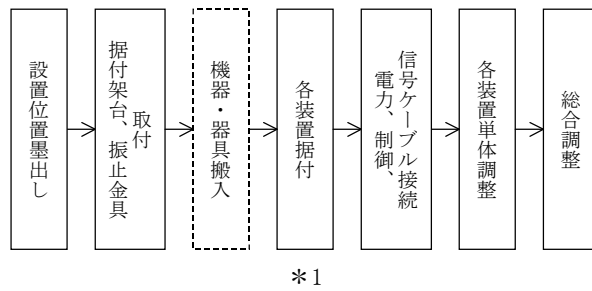 設置位置墨出し
据付架台、振止金具
取付
機器・器具搬入
各装置据付
信号ケーブル接続
電力、制御、
各装置単体調整
総合調整
＊1